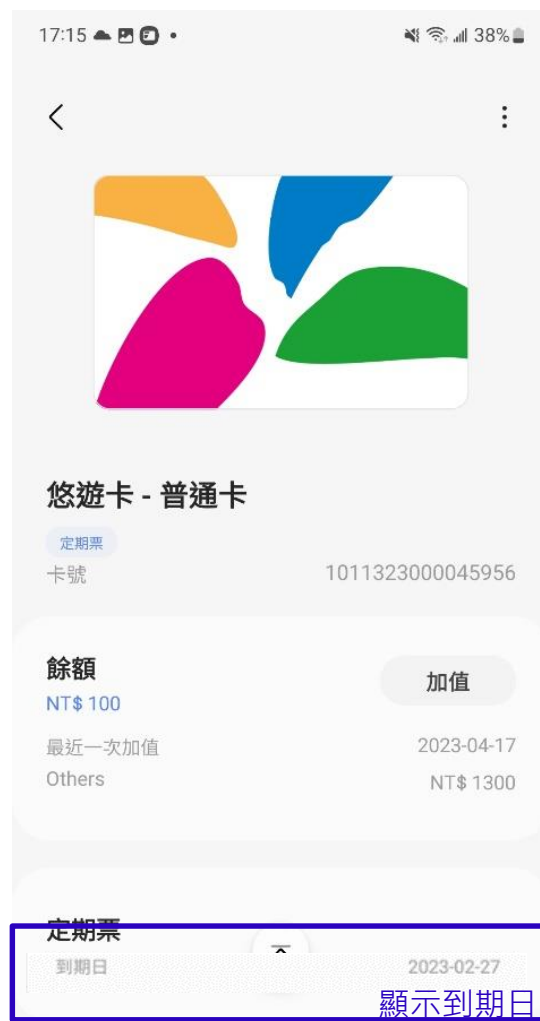 17:15 38%
悠遊卡 - 普通卡
定期票
卡號 1011323000045956
餘額 加值
NT$ 100
最近一次加值 2023-04-17
Others NT$ 1300
定期票
到期日 2023-02-27
顯示到期日